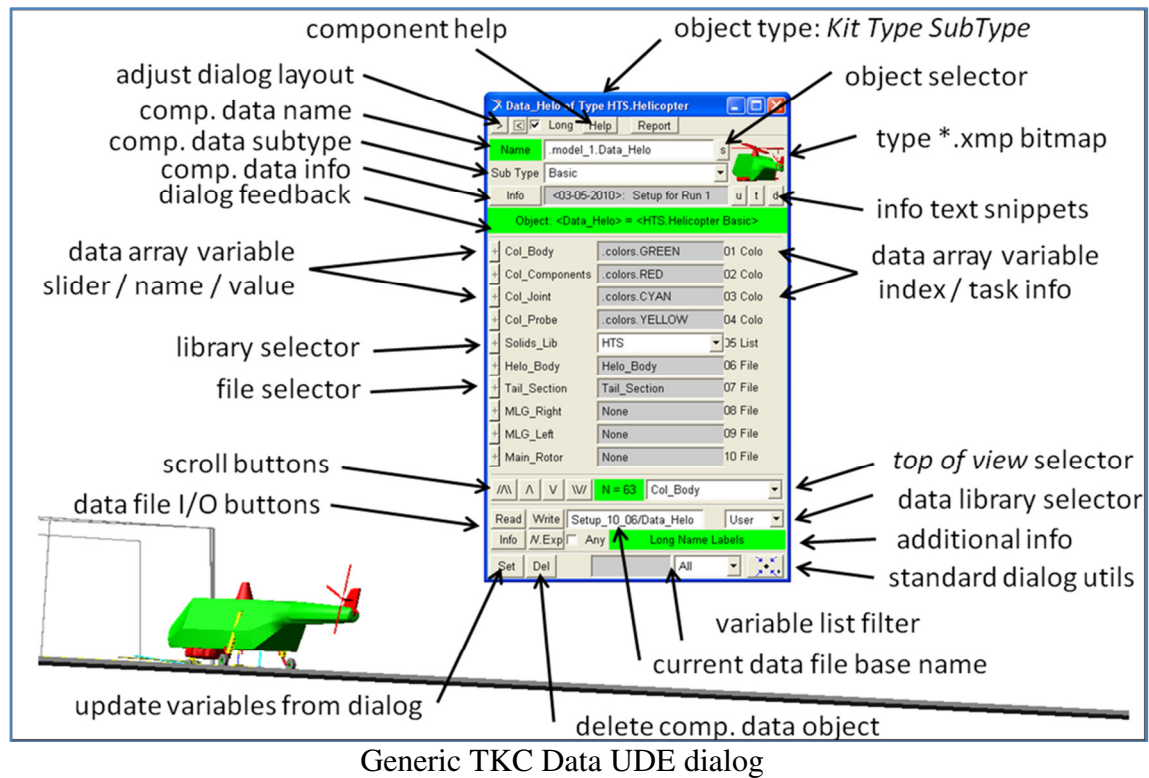 component help
object type: Kit Type SubType
adjust dialog layout
object selector
comp. data name
comp. data subtype
comp. data info
dialog feedback
type *.xmp bitmap
info text snippets
Data_Helo of Type HTS.Helicopter
> < Long Help Report
Name .model_1.Data_Helo s
Sub Type Basic
Info <03-05-2010>: Setup for Run 1 u t d
Object: <Data_Helo> = <HTS.Helicopter Basic>
data array variable
slider / name / value
data array variable
index / task info
+ Col_Body .colors.GREEN 01 Colo
+ Col_Components .colors.RED 02 Colo
+ Col_Joint .colors.CYAN 03 Colo
+ Col_Probe .colors.YELLOW 04 Colo
library selector
+ Solids_Lib HTS 05 List
+ Helo_Body Helo_Body 06 File
file selector
+ Tail_Section Tail_Section 07 File
+ MLG_Right None 08 File
+ MLG_Left None 09 File
+ Main_Rotor None 10 File
scroll buttons
/\/\ /\ V \\// N = 63 Col_Body
top of view selector
data file I/O buttons
data library selector
Read Write Setup_10_06/Data_Helo User
Info N.Exp Any Long Name Labels
additional info
Set Del All
standard dialog utils
variable list filter
current data file base name
update variables from dialog
delete comp. data object
Generic TKC Data UDE dialog